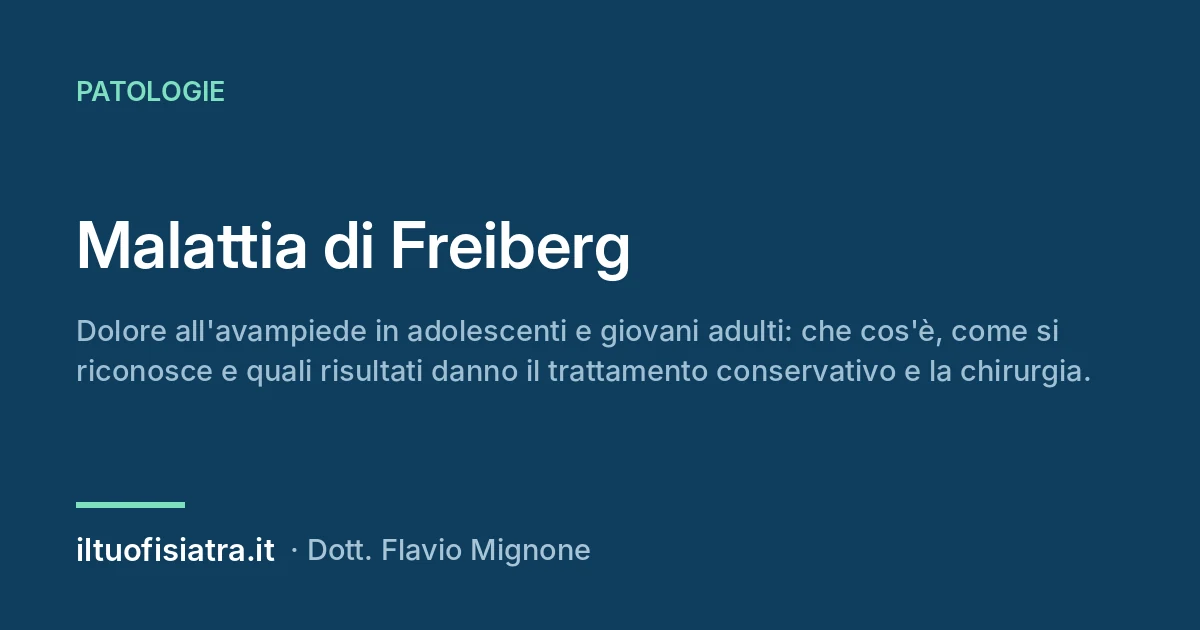 PATOLOGIE
Malattia di Freiberg
Dolore all'avampiede in adolescenti e giovani adulti: che cos'è, come si
riconosce e quali risultati danno il trattamento conservativo e la chirurgia.
iltuofisiatra.it · Dott. Flavio Mignone